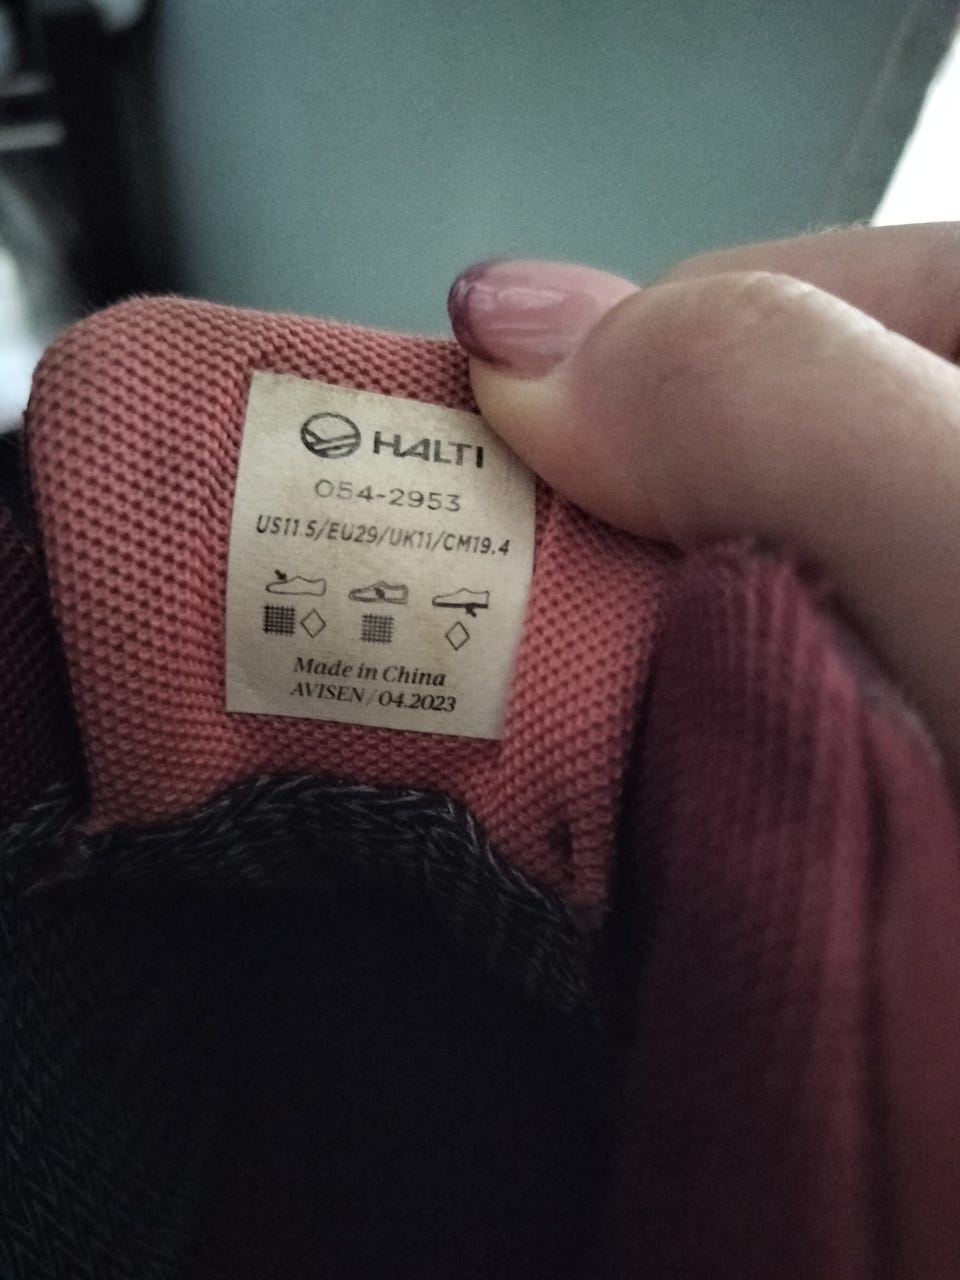 HALTI
054-2953
US11.5/EU29/UK11/CM19.4
Made in China
AVISEN / 04.2023